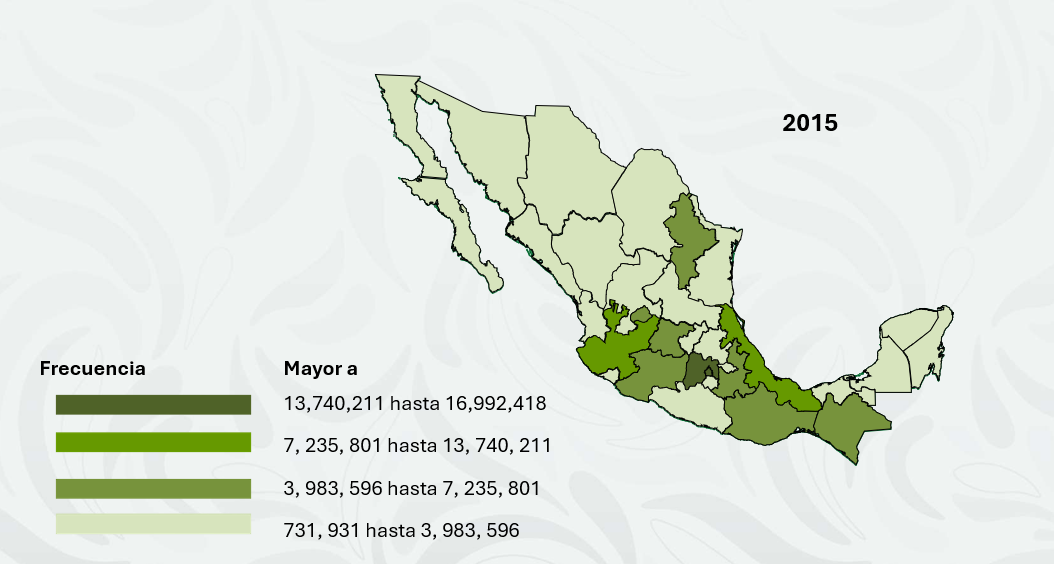 2015
Frecuencia Mayor a
13,740,211 hasta 16,992,418
7, 235, 801 hasta 13, 740, 211
3, 983, 596 hasta 7, 235, 801
731, 931 hasta 3, 983, 596